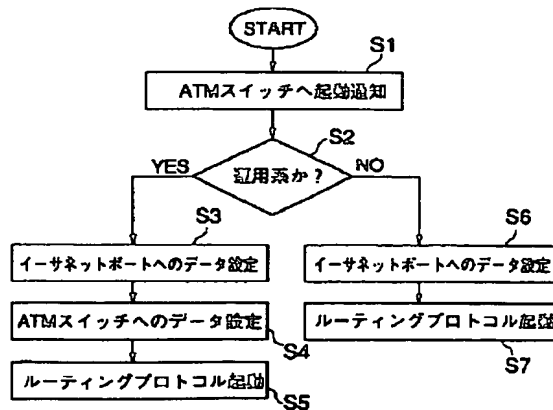 START
S1
ATMスイッチへ起動通知
S2
運用系か?
YES
NO
S3
イーサネットポートへのデータ設定
S6
イーサネットポートへのデータ設定
ATMスイッチへのデータ設定
S4
ルーティングプロトコル起動
S7
ルーティングプロトコル起動
S5